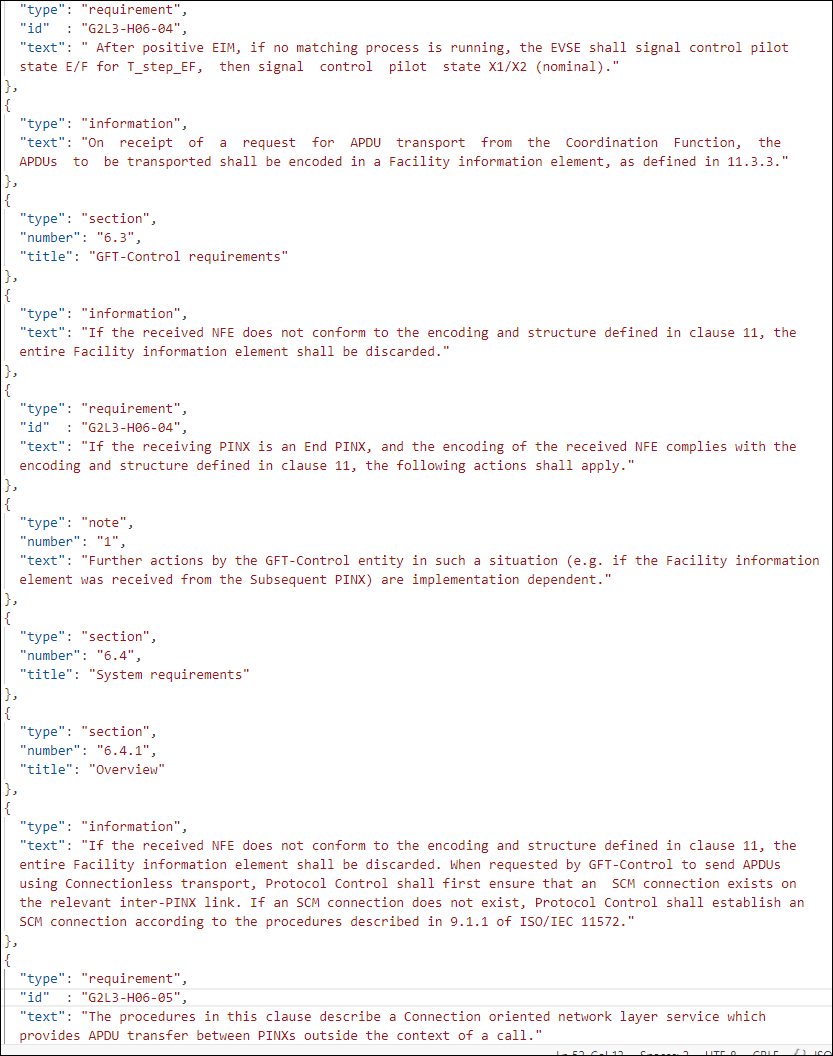 "type": "requirement",
"id"  : "G2L3-H06-04",
"text": " After positive EIM, if no matching process is running, the EVSE shall signal control pilot
state E/F for T_step_EF,  then signal  control  pilot  state X1/X2 (nominal)."
},
{
"type": "information",
"text": "On  receipt  of  a  request  for  APDU  transport  from  the  Coordination  Function,  the
APDUs  to  be transported shall be encoded in a Facility information element, as defined in 11.3.3."
},
{
"type": "section",
"number": "6.3",
"title": "GFT-Control requirements"
},
{
"type": "information",
"text": "If the received NFE does not conform to the encoding and structure defined in clause 11, the
entire Facility information element shall be discarded."
},
{
"type": "requirement",
"id"  : "G2L3-H06-04",
"text": "If the receiving PINX is an End PINX, and the encoding of the received NFE complies with the
encoding and structure defined in clause 11, the following actions shall apply."
},
{
"type": "note",
"number": "1",
"text": "Further actions by the GFT-Control entity in such a situation (e.g. if the Facility information
element was received from the Subsequent PINX) are implementation dependent."
},
{
"type": "section",
"number": "6.4",
"title": "System requirements"
},
{
"type": "section",
"number": "6.4.1",
"title": "Overview"
},
{
"type": "information",
"text": "If the received NFE does not conform to the encoding and structure defined in clause 11, the
entire Facility information element shall be discarded. When requested by GFT-Control to send APDUs
using Connectionless transport, Protocol Control shall first ensure that an  SCM connection exists on
the relevant inter-PINX link. If an SCM connection does not exist, Protocol Control shall establish an
SCM connection according to the procedures described in 9.1.1 of ISO/IEC 11572."
},
{
"type": "requirement",
"id"  : "G2L3-H06-05",
"text": "The procedures in this clause describe a Connection oriented network layer service which
provides APDU transfer between PINXs outside the context of a call."